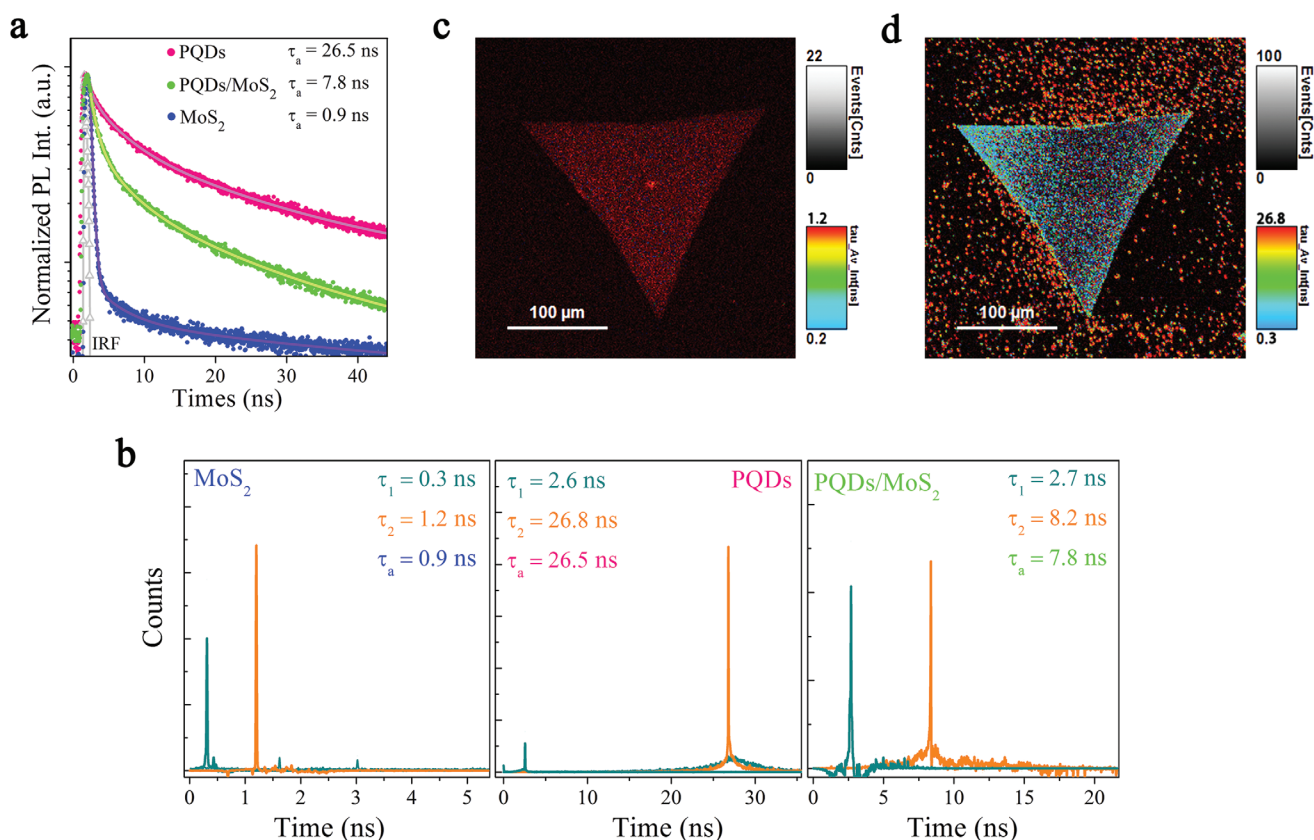 a
PQDs τa = 26.5 ns
PQDs/MoS2 τa = 7.8 ns
MoS2 τa = 0.9 ns
Normalized PL Int. (a.u.)
IRF
0 10 20 30 40
Times (ns)
c
100 µm
22
Events[Cnts]
0
1.2
tau_Av_Int[ns]
0.2
d
100 µm
100
Events[Cnts]
0
26.8
tau_Av_Int[ns]
0.3
b
Counts
MoS2
τ1 = 0.3 ns
τ2 = 1.2 ns
τa = 0.9 ns
0 1 2 3 4 5
Time (ns)
τ1 = 2.6 ns
PQDs
τ2 = 26.8 ns
τa = 26.5 ns
0 10 20 30
Time (ns)
PQDs/MoS2
τ1 = 2.7 ns
τ2 = 8.2 ns
τa = 7.8 ns
0 5 10 15 20
Time (ns)